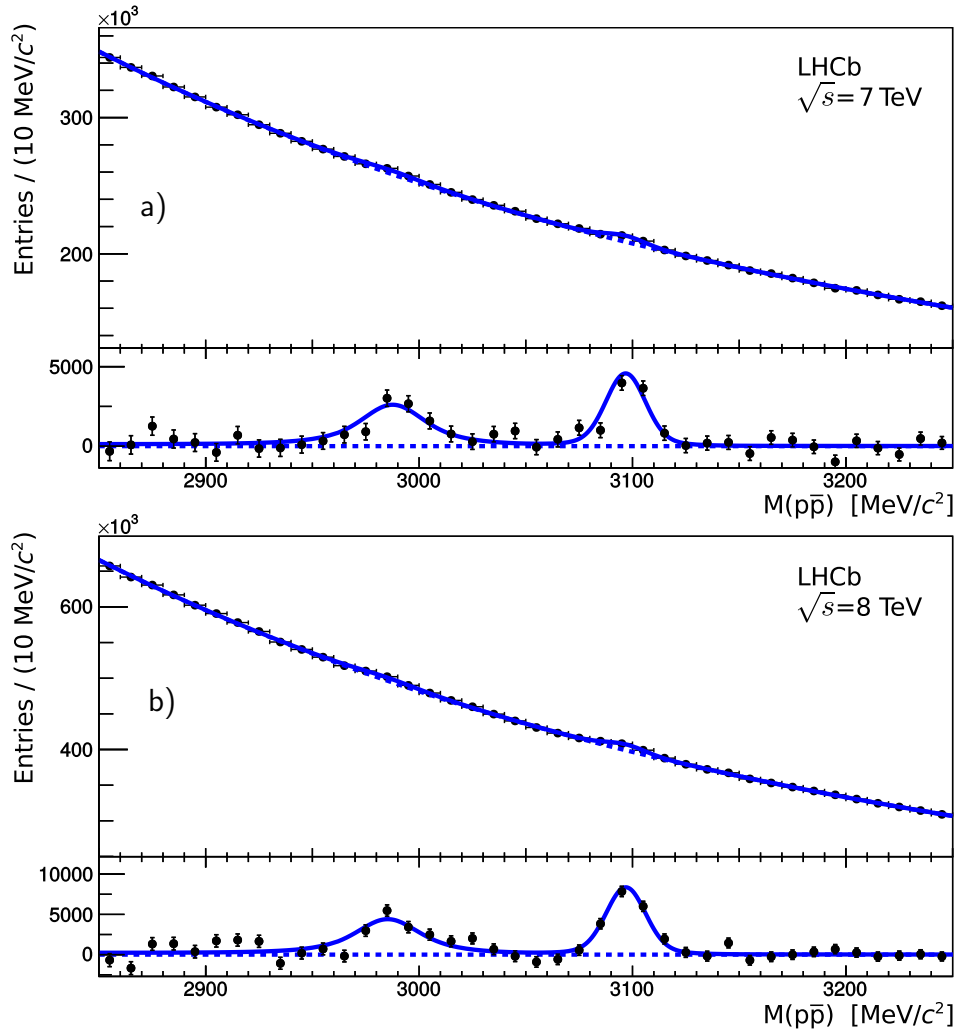 ×10³
Entries / (10 MeV/c²)
300
200
a)
LHCb
√s=7 TeV
5000
0
2900 3000 3100 3200
M(pp̅) [MeV/c²]
×10³
Entries / (10 MeV/c²)
600
400
b)
LHCb
√s=8 TeV
10000
5000
0
2900 3000 3100 3200
M(pp̅) [MeV/c²]